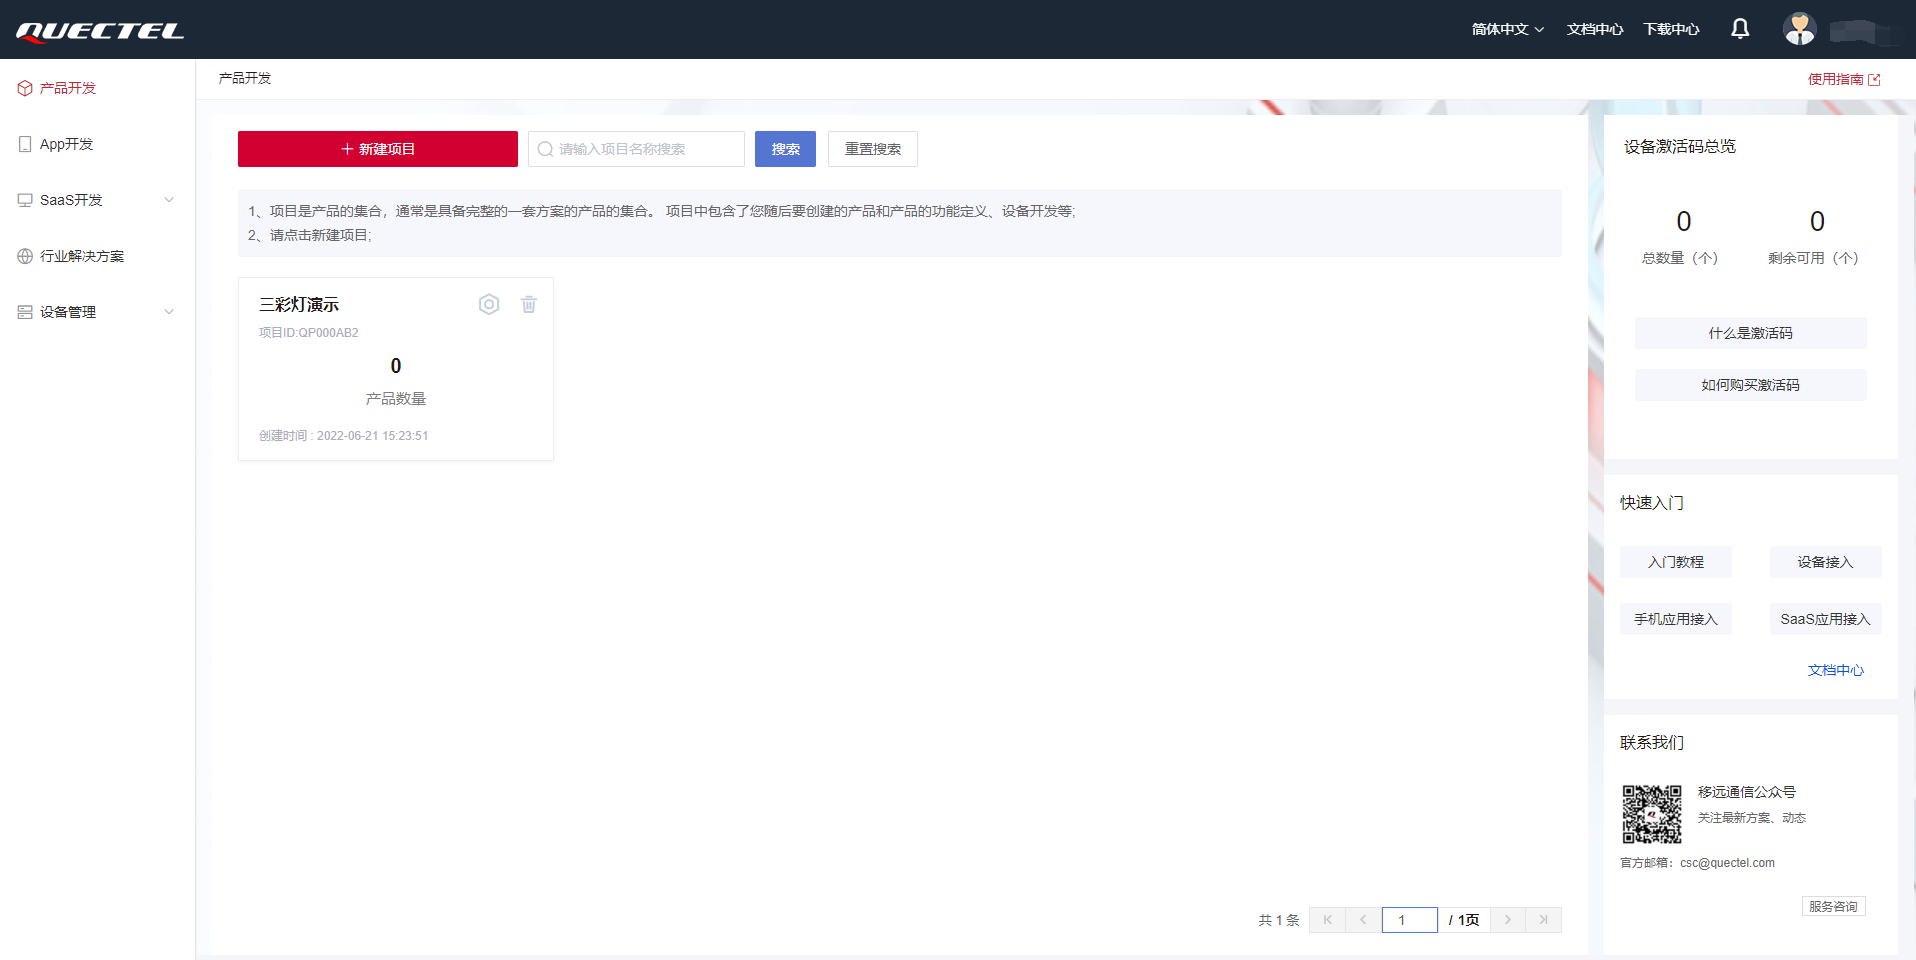 QUECTEL
简体中文
文档中心
下载中心
产品开发
App开发
SaaS开发
行业解决方案
设备管理
产品开发
使用指南
新建项目
请输入项目名称搜索
搜索
重置搜索
1、项目是产品的集合，通常是具备完整的一套方案的产品的集合。 项目中包含了您随后要创建的产品和产品的功能定义、设备开发等;
2、请点击新建项目;
三彩灯演示
项目ID:QP000AB2
0
产品数量
创建时间 : 2022-06-21 15:23:51
共 1 条
1
/ 1页
设备激活码总览
0
总数量（个）
0
剩余可用（个）
什么是激活码
如何购买激活码
快速入门
入门教程
设备接入
手机应用接入
SaaS应用接入
文档中心
联系我们
移远通信公众号
关注最新方案、动态
官方邮箱：csc@quectel.com
服务咨询